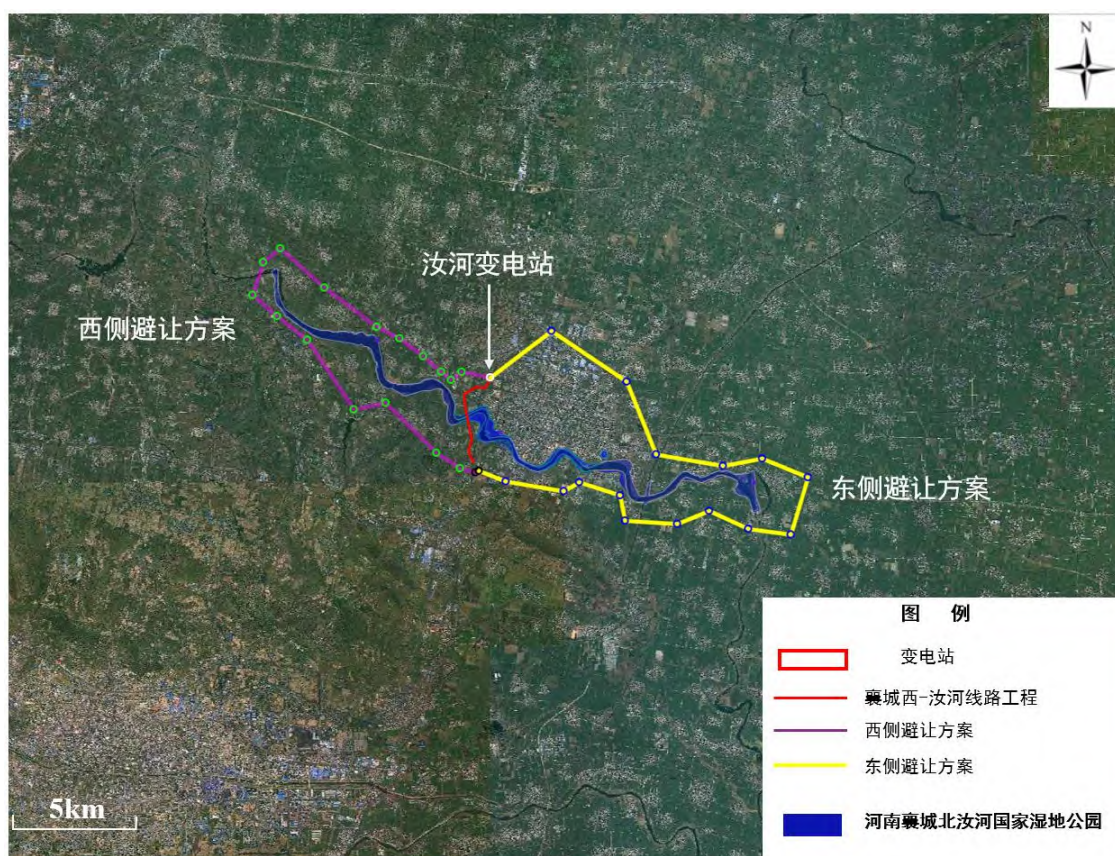 N
汝河变电站
西侧避让方案
东侧避让方案
图 例
变电站
襄城西-汝河线路工程
西侧避让方案
东侧避让方案
河南襄城北汝河国家湿地公园
5km